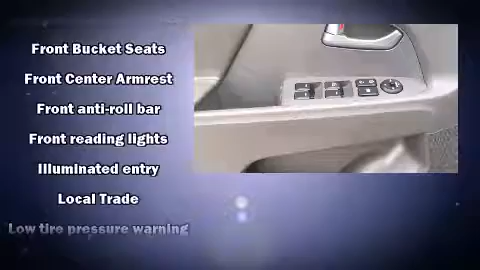 Front Bucket Seats
Front Center Armrest
Front anti-roll bar
Front reading lights
Illuminated entry
Local Trade
Low tire pressure warning